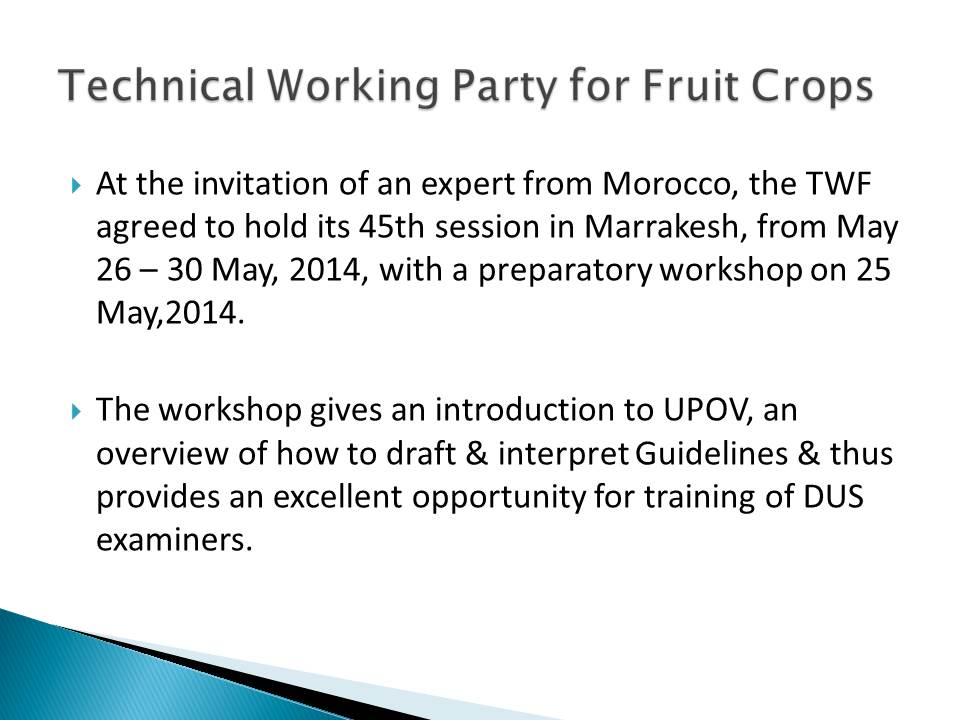 Technical Working Party for Fruit Crops
At the invitation of an expert from Morocco, the TWF
agreed to hold its 45th session in Marrakesh, from May
26 – 30 May, 2014, with a preparatory workshop on 25
May,2014.
The workshop gives an introduction to UPOV, an
overview of how to draft & interpret Guidelines & thus
provides an excellent opportunity for training of DUS
examiners.